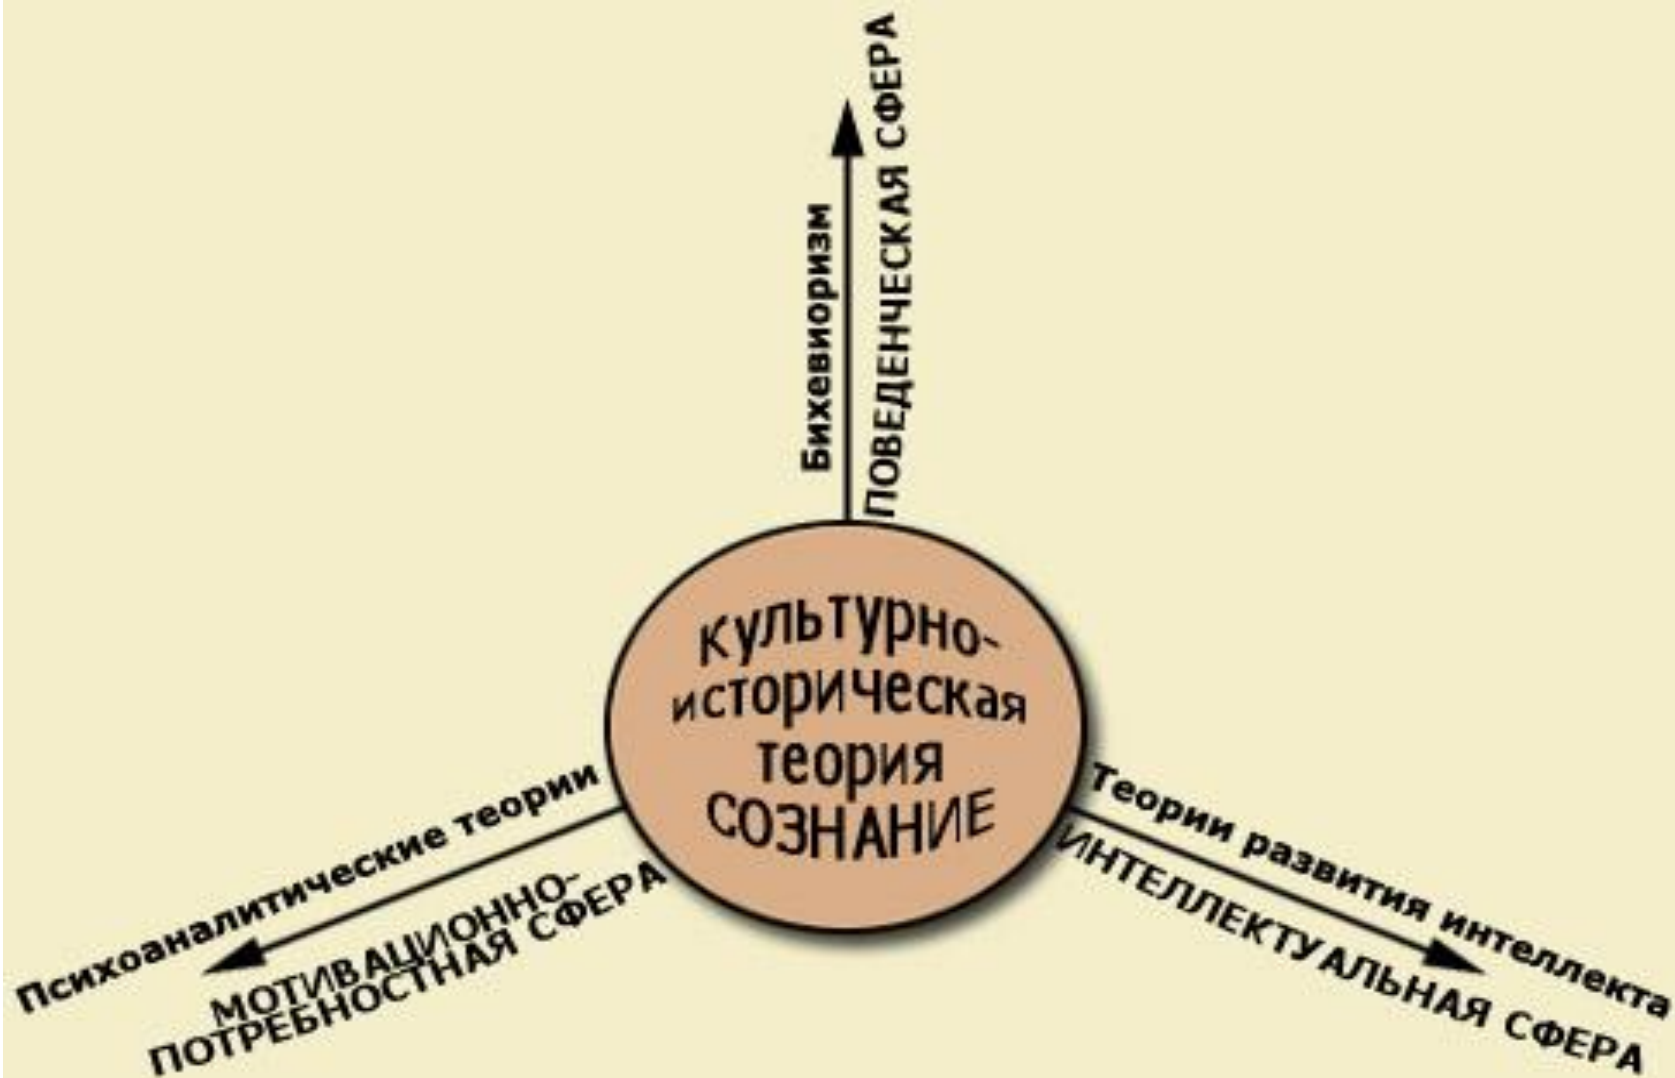 Бихевиоризм
ПОВЕДЕНЧЕСКАЯ СФЕРА
Культурно-
историческая
теория
СОЗНАНИЕ
Психоаналитические теории
МОТИВАЦИОННО-
ПОТРЕБНОСТНАЯ СФЕРА
Теории развития интеллекта
ИНТЕЛЛЕКТУАЛЬНАЯ СФЕРА